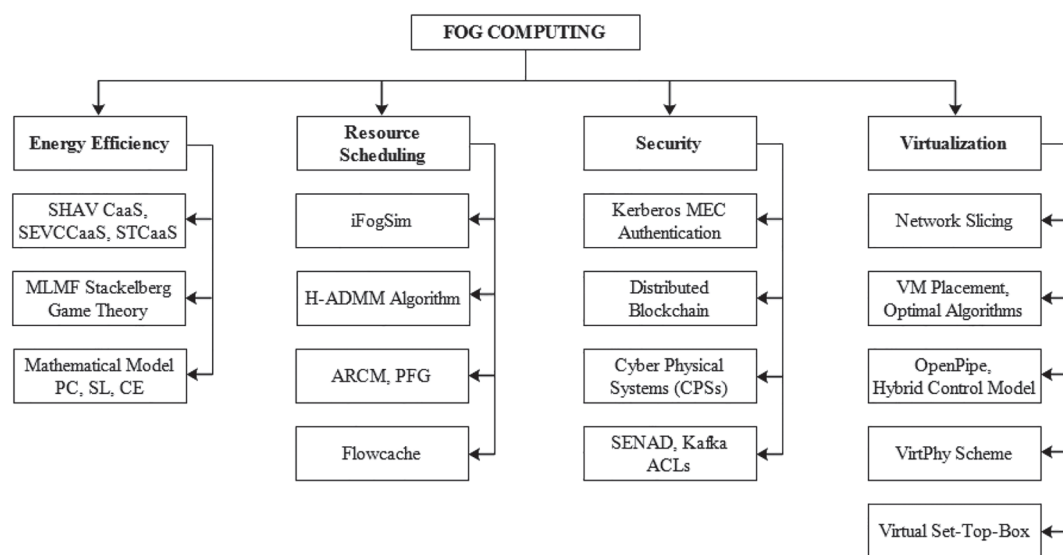 FOG COMPUTING
Energy Efficiency
SHAV CaaS,
SEVCCaaS, STCaaS
MLMF Stackelberg
Game Theory
Mathematical Model
PC, SL, CE
Resource
Scheduling
iFogSim
H-ADMM Algorithm
ARCM, PFG
Flowcache
Security
Kerberos MEC
Authentication
Distributed
Blockchain
Cyber Physical
Systems (CPSs)
SENAD, Kafka
ACLs
Virtualization
Network Slicing
VM Placement,
Optimal Algorithms
OpenPipe,
Hybrid Control Model
VirtPhy Scheme
Virtual Set-Top-Box